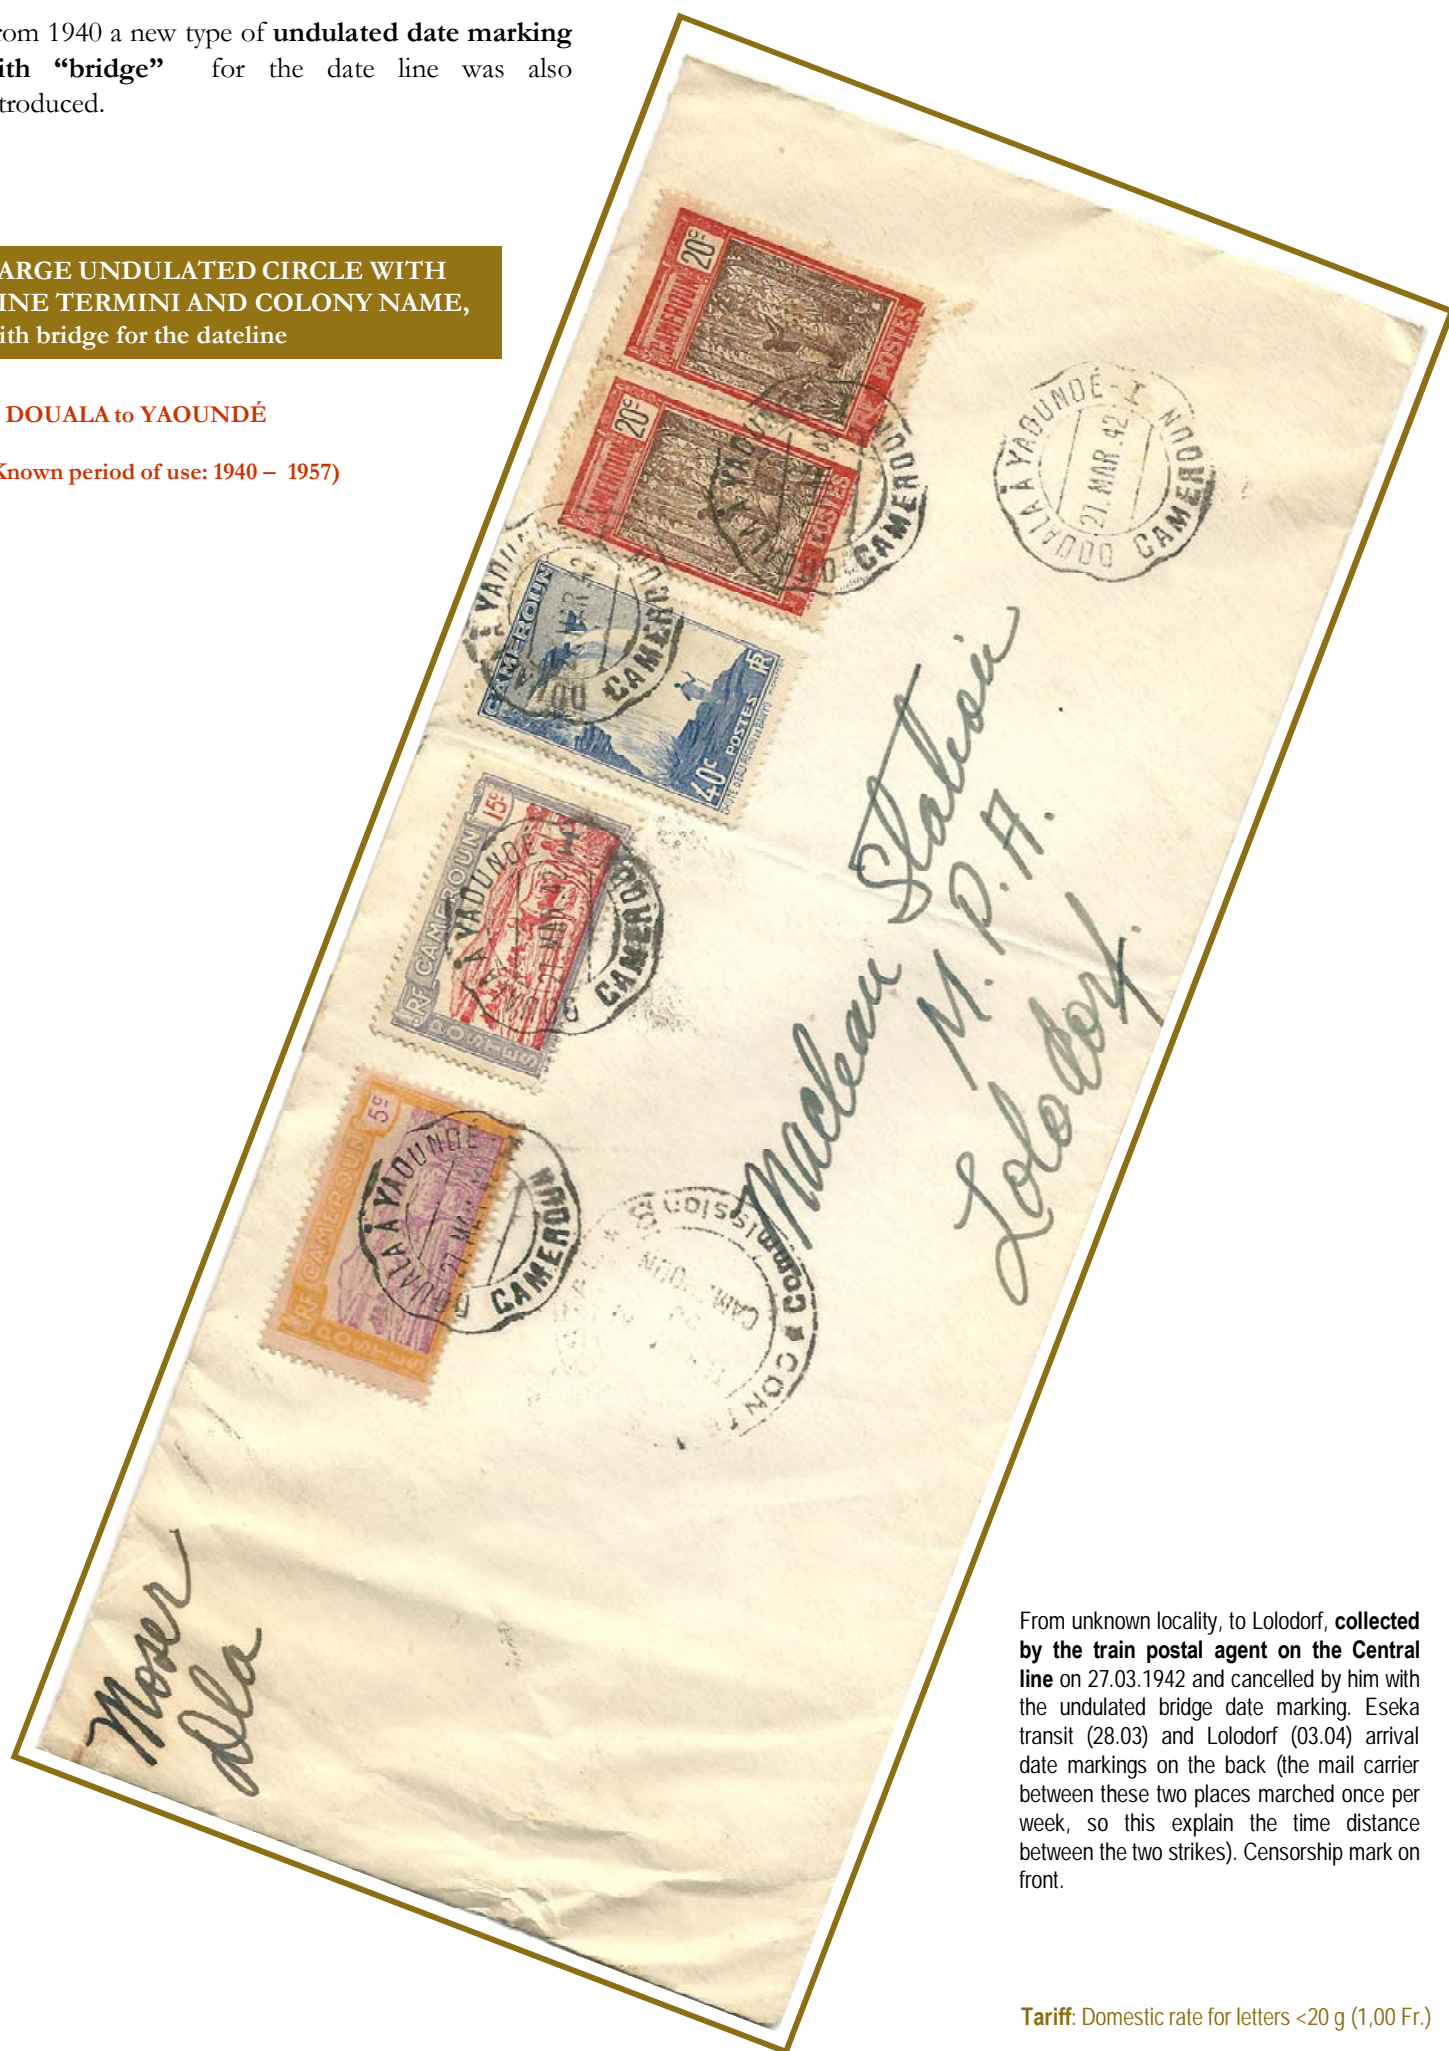 rom 1940 a new type of undulated date marking
ith “bridge” for the date line was also
troduced.
ARGE UNDULATED CIRCLE WITH
INE TERMINI AND COLONY NAME,
ith bridge for the dateline
DOUALA to YAOUNDÉ
Known period of use: 1940 – 1957)
CAMEROUN 20c
POSTES
CAMEROUN 20c
POSTES
CAMEROUN RF
40c POSTES
RF CAMEROUN 15c
POSTES
RF CAMEROUN 5c
POSTES
DOUALA À YAOUNDÉ I
21. MAR .42
CAMEROUN
YAOUN
MAR
CAMEROUN
À YAOUNDÉ
CAMEROUN
DOUALA À YAOUNDÉ
CAMEROUN
Commission
CAM
OUN
CONT
Maclean Station
M. P. A.
Lolodorf.
Moser
Dla
From unknown locality, to Lolodorf, collected
by the train postal agent on the Central
line on 27.03.1942 and cancelled by him with
the undulated bridge date marking. Eseka
transit (28.03) and Lolodorf (03.04) arrival
date markings on the back (the mail carrier
between these two places marched once per
week, so this explain the time distance
between the two strikes). Censorship mark on
front.
Tariff: Domestic rate for letters <20 g (1,00 Fr.)